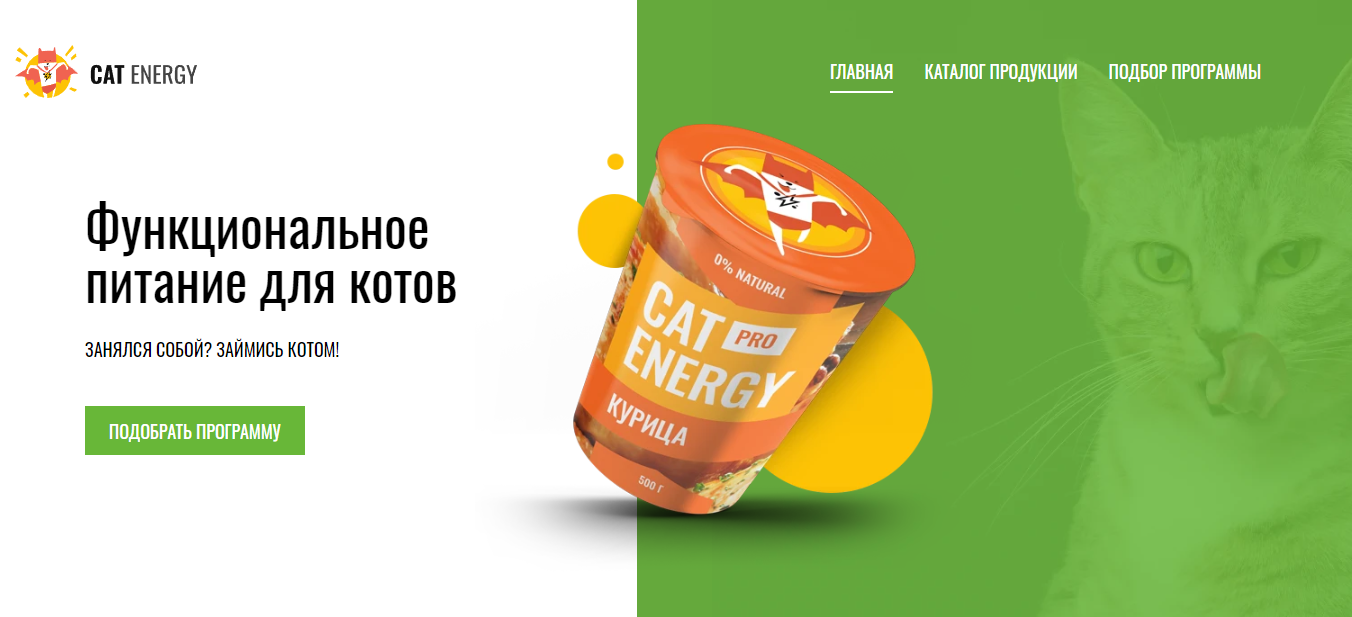 CAT ENERGY
ГЛАВНАЯ КАТАЛОГ ПРОДУКЦИИ ПОДБОР ПРОГРАММЫ
Функциональное
питание для котов
ЗАНЯЛСЯ СОБОЙ? ЗАЙМИСЬ КОТОМ!
ПОДОБРАТЬ ПРОГРАММУ
0% NATURAL
CAT PRO
ENERGY
КУРИЦА
500 Г